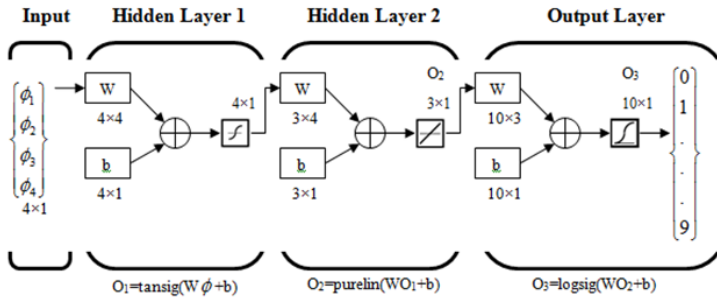 Input
Hidden Layer 1
Hidden Layer 2
Output Layer
ϕ1
ϕ2
ϕ3
ϕ4
4×1
W
4×4
b
4×1
4×1
W
3×4
b
3×1
O2
3×1
W
10×3
b
10×1
O3
10×1
0
1
.
.
.
9
O1=tansig(Wϕ+b)
O2=purelin(WO1+b)
O3=logsig(WO2+b)